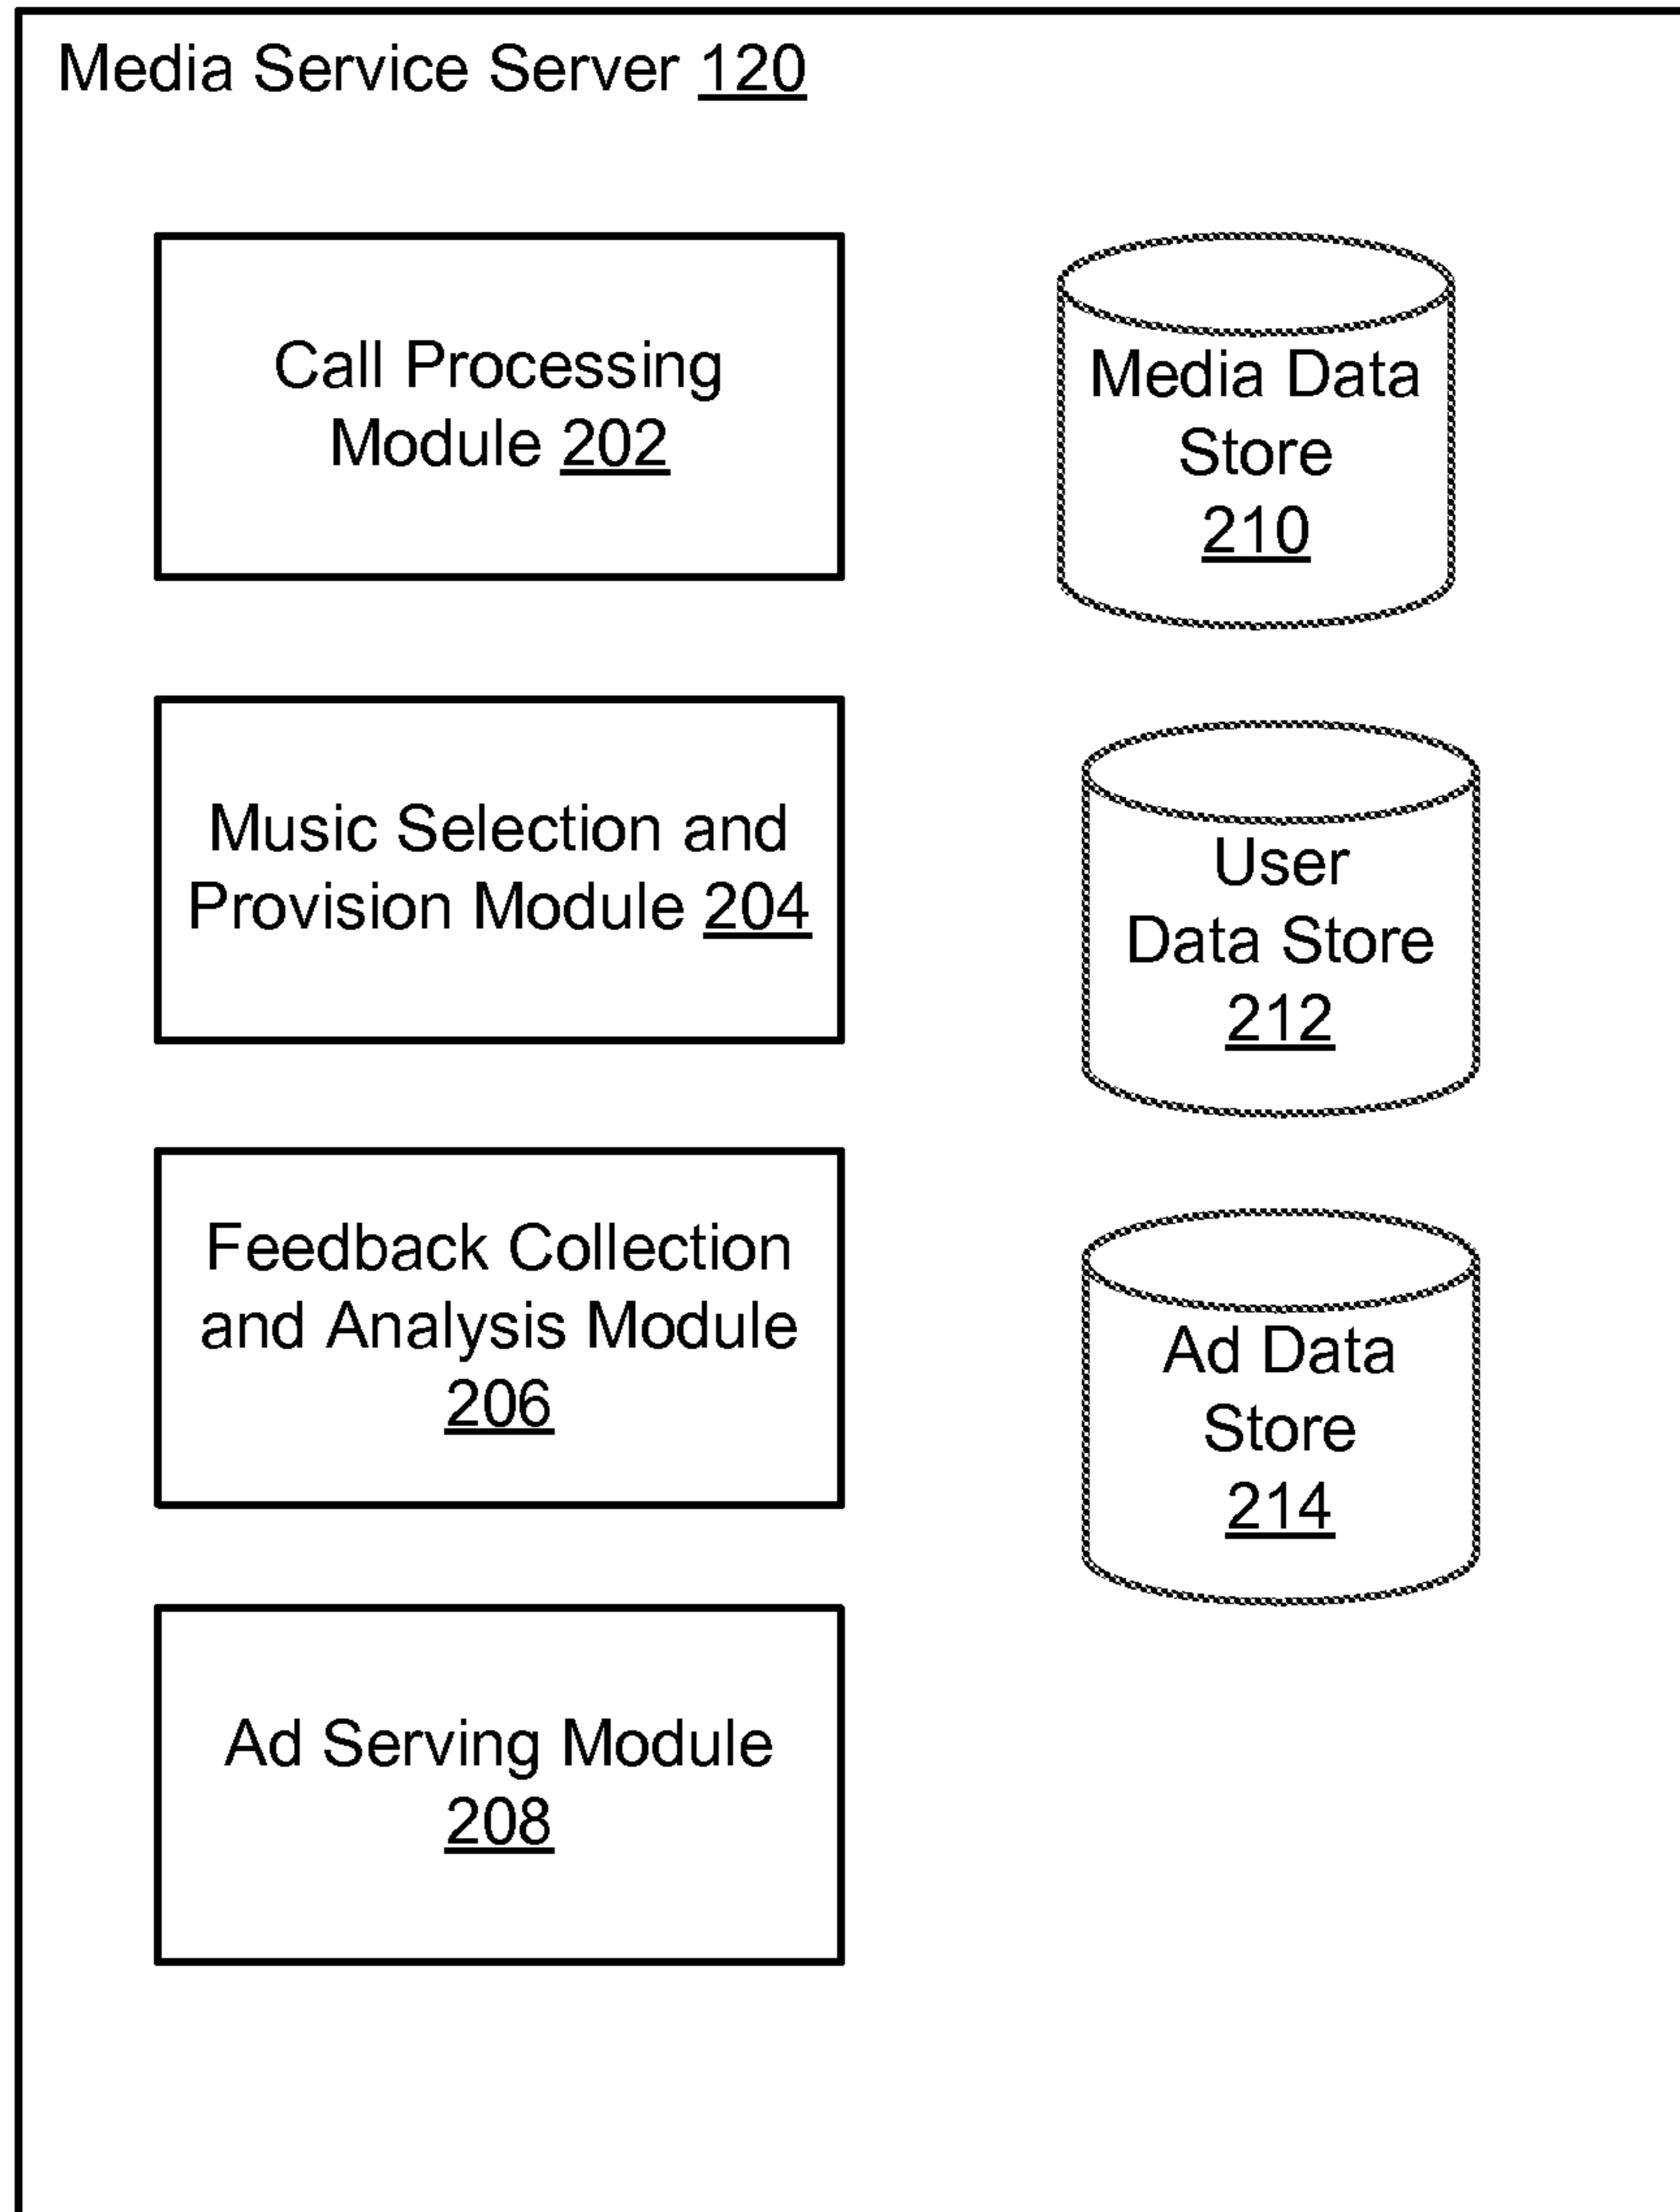 Media Service Server 120
Call Processing
Module 202
Media Data
Store
210
Music Selection and
Provision Module 204
User
Data Store
212
Feedback Collection
and Analysis Module
206
Ad Data
Store
214
Ad Serving Module
208